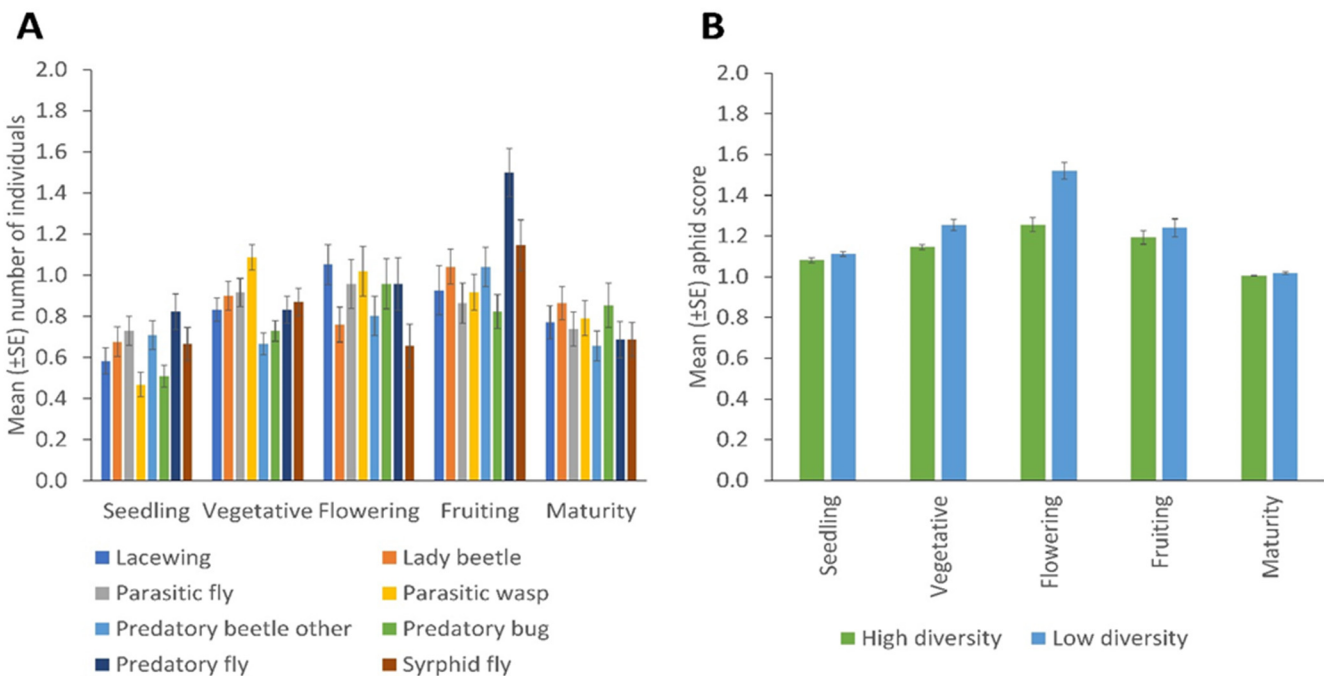 A
Mean (±SE) number of individuals
2.0
1.8
1.6
1.4
1.2
1.0
0.8
0.6
0.4
0.2
0.0
Seedling Vegetative Flowering Fruiting Maturity
Lacewing Lady beetle
Parasitic fly Parasitic wasp
Predatory beetle other Predatory bug
Predatory fly Syrphid fly
B
Mean (±SE) aphid score
2.0
1.8
1.6
1.4
1.2
1.0
0.8
0.6
0.4
0.2
0.0
Seedling
Vegetative
Flowering
Fruiting
Maturity
High diversity Low diversity